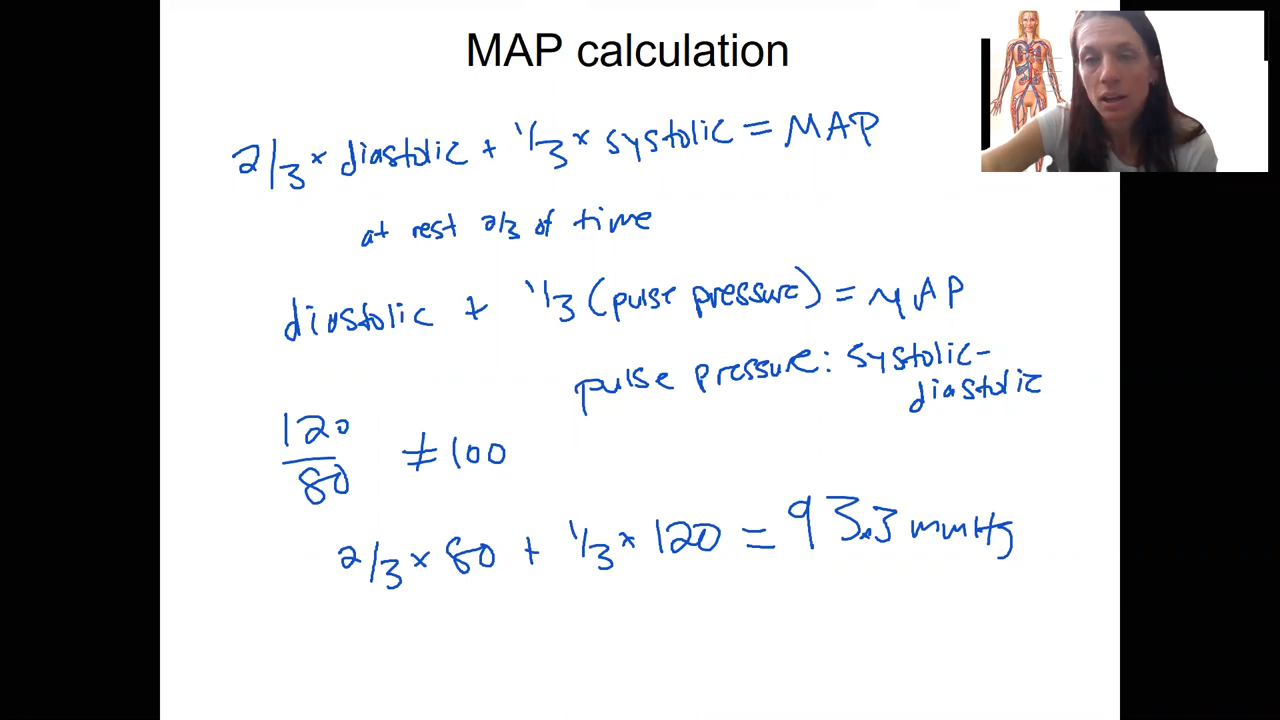 MAP calculation
2/3 x diastolic + 1/3 x systolic = MAP
at rest 2/3 of time
diastolic + 1/3 (pulse pressure) = MAP
pulse pressure: systolic-
diastolic
120
80 ≠ 100
2/3 x 80 + 1/3 x 120 = 93.3 mmHg